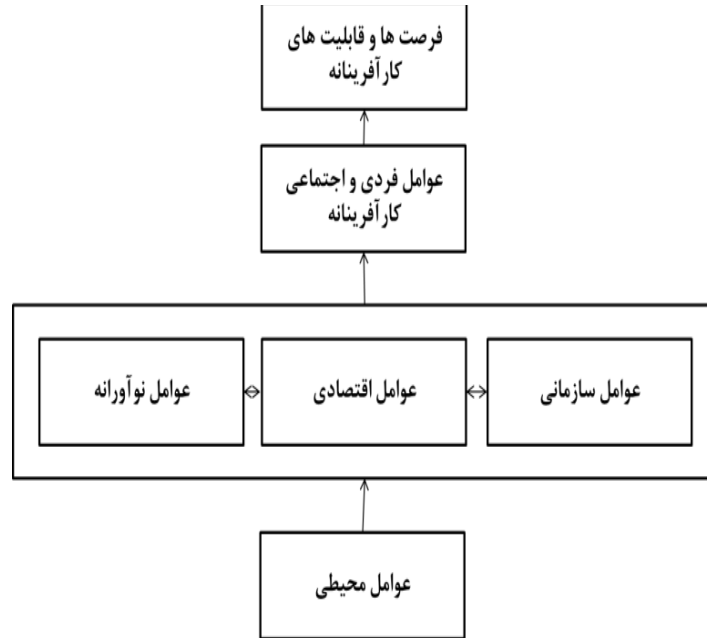 فرصت ها و قابلیت های
کارآفرینانه
عوامل فردی و اجتماعی
کارآفرینانه
عوامل سازمانی
عوامل اقتصادی
عوامل نوآورانه
عوامل محیطی